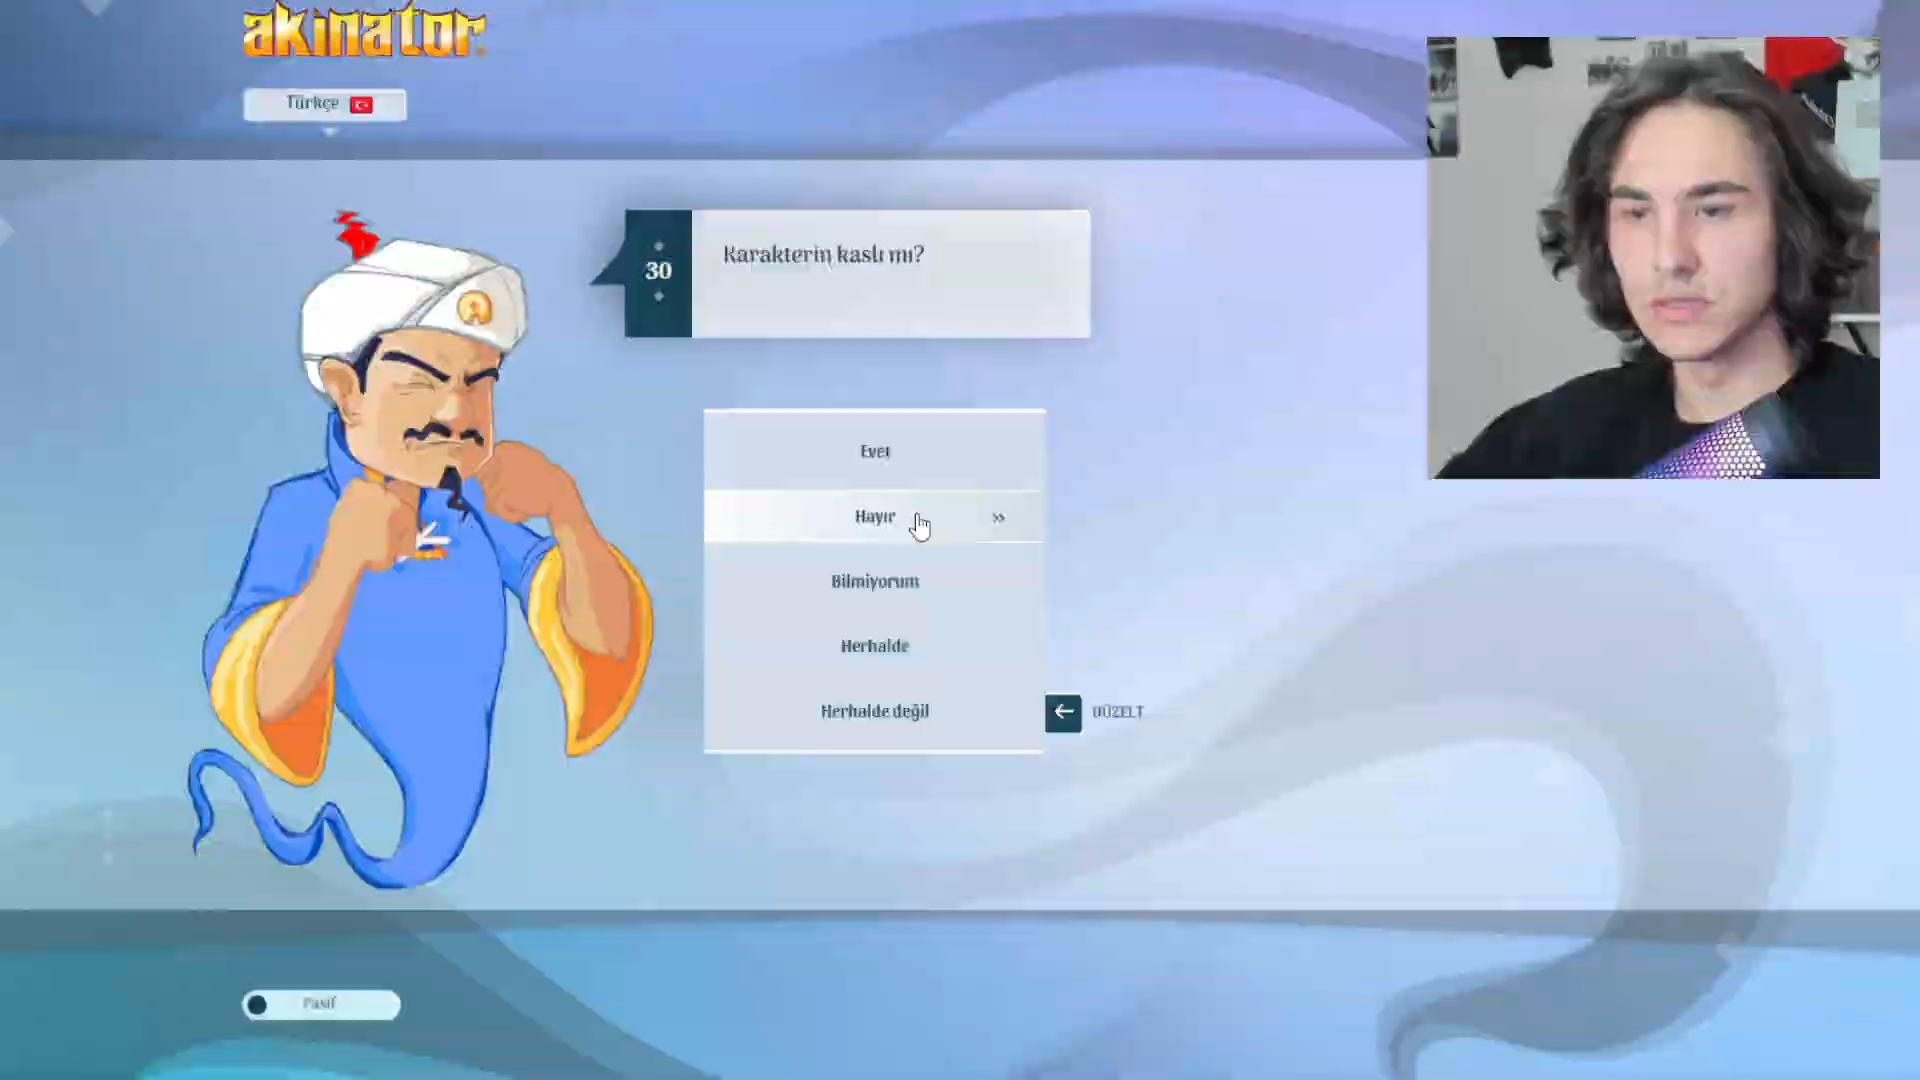 akinator
Türkçe
30
Karakterin kaslı mı?
Evet
Hayır
Bilmiyorum
Herhalde
Herhalde değil
DÜZELT
Pasif